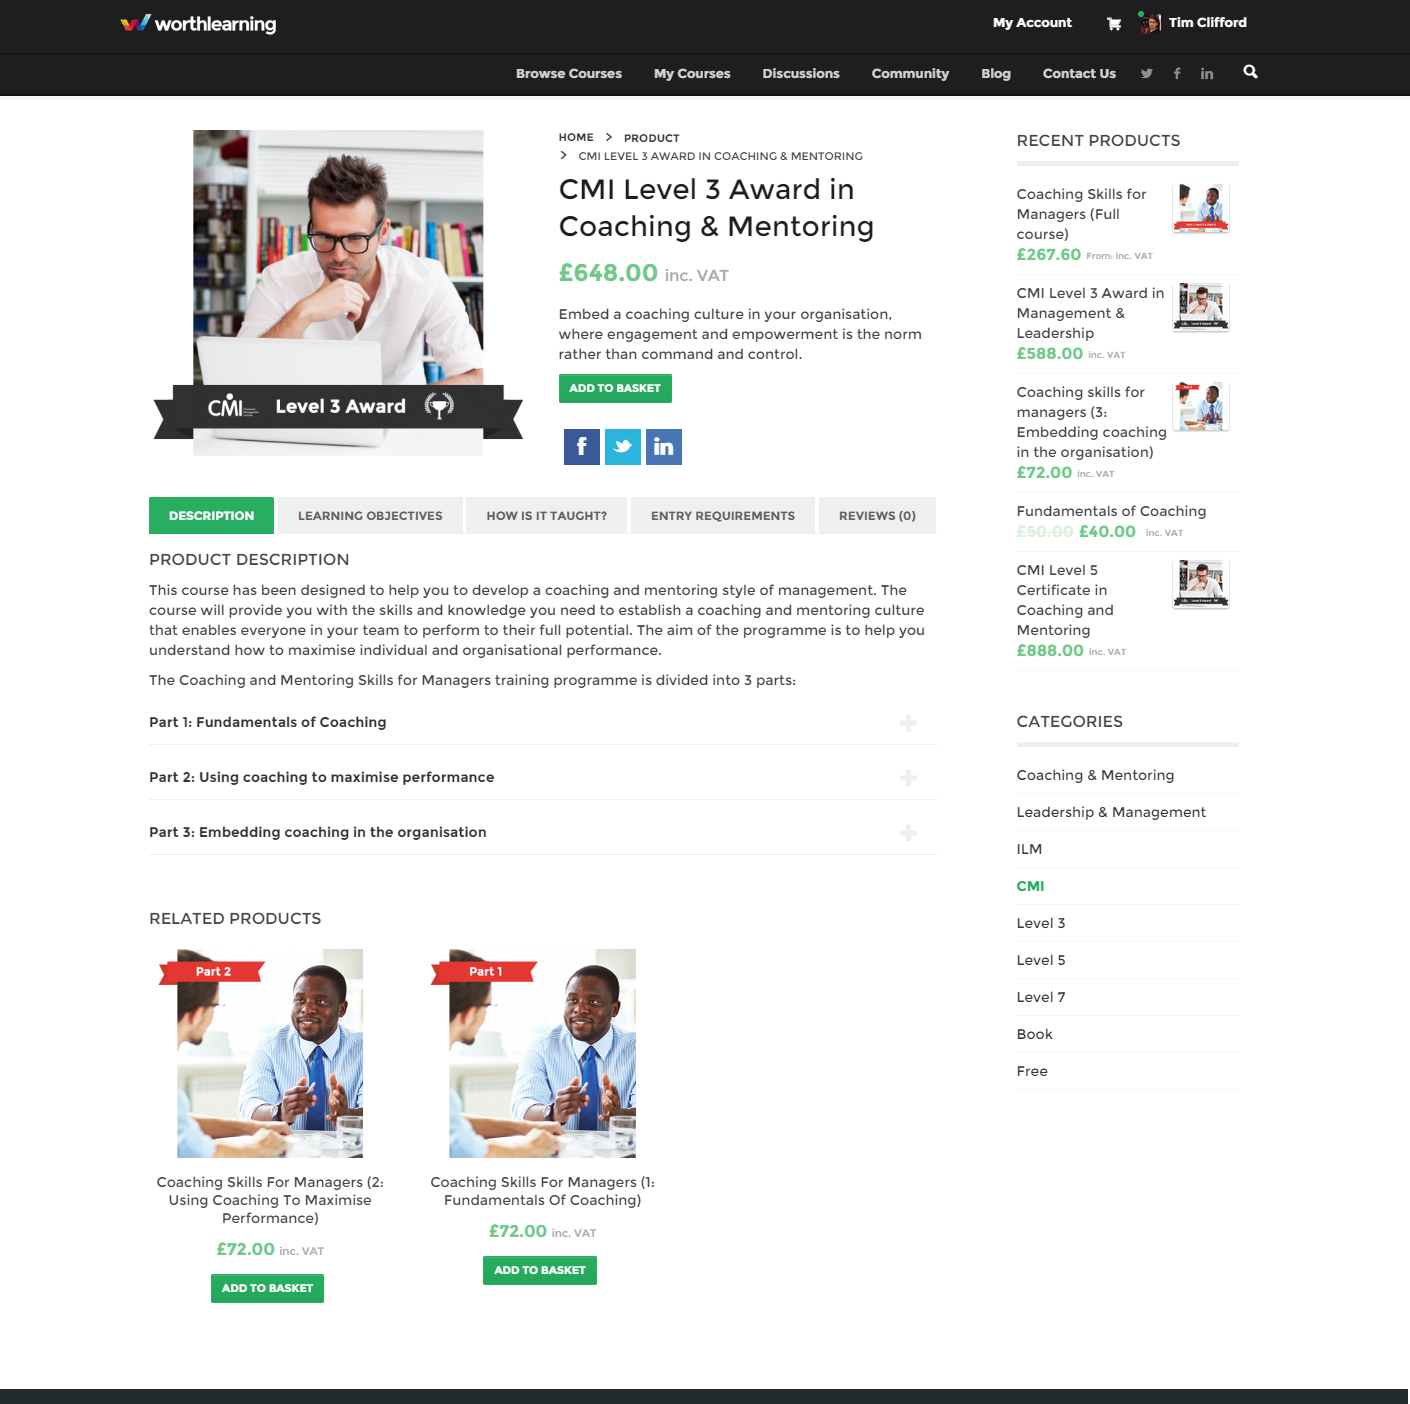 worthlearning
My Account
Tim Clifford
Browse Courses
My Courses
Discussions
Community
Blog
Contact Us
HOME > PRODUCT
> CMI LEVEL 3 AWARD IN COACHING & MENTORING
CMI Level 3 Award in
Coaching & Mentoring
£648.00 inc. VAT
Embed a coaching culture in your organisation,
where engagement and empowerment is the norm
rather than command and control.
ADD TO BASKET
CMI Level 3 Award
DESCRIPTION
LEARNING OBJECTIVES
HOW IS IT TAUGHT?
ENTRY REQUIREMENTS
REVIEWS (0)
PRODUCT DESCRIPTION
This course has been designed to help you to develop a coaching and mentoring style of management. The
course will provide you with the skills and knowledge you need to establish a coaching and mentoring culture
that enables everyone in your team to perform to their full potential. The aim of the programme is to help you
understand how to maximise individual and organisational performance.
The Coaching and Mentoring Skills for Managers training programme is divided into 3 parts:
Part 1: Fundamentals of Coaching
Part 2: Using coaching to maximise performance
Part 3: Embedding coaching in the organisation
RELATED PRODUCTS
Part 2
Coaching Skills For Managers (2:
Using Coaching To Maximise
Performance)
£72.00 inc. VAT
ADD TO BASKET
Part 1
Coaching Skills For Managers (1:
Fundamentals Of Coaching)
£72.00 inc. VAT
ADD TO BASKET
RECENT PRODUCTS
Coaching Skills for
Managers (Full
course)
£267.60 From: inc. VAT
CMI Level 3 Award in
Management &
Leadership
£588.00 inc. VAT
Coaching skills for
managers (3:
Embedding coaching
in the organisation)
£72.00 inc. VAT
Fundamentals of Coaching
£50.00 £40.00 inc. VAT
CMI Level 5
Certificate in
Coaching and
Mentoring
£888.00 inc. VAT
CATEGORIES
Coaching & Mentoring
Leadership & Management
ILM
CMI
Level 3
Level 5
Level 7
Book
Free